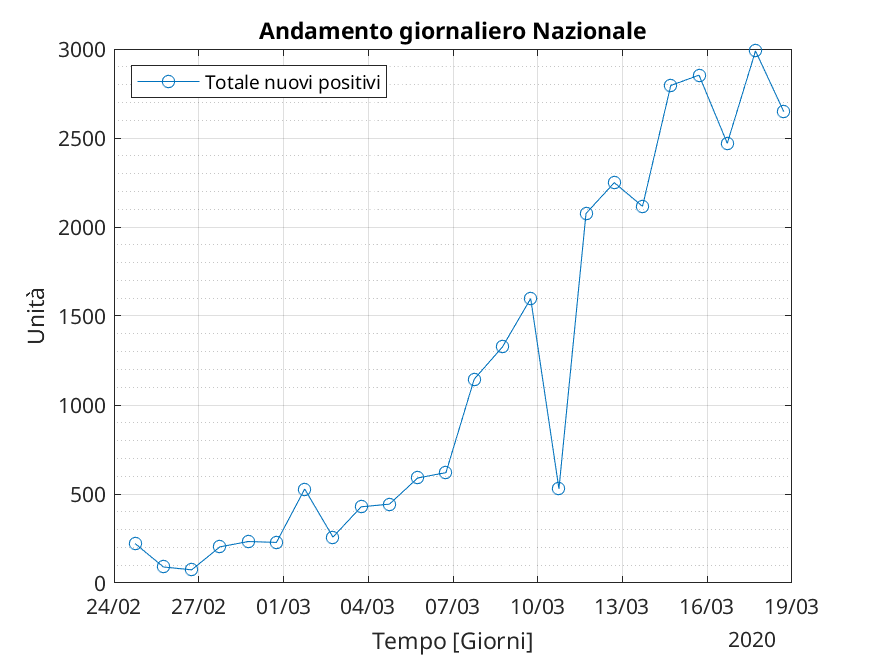 Andamento giornaliero Nazionale
Totale nuovi positivi
3000
2500
2000
1500
1000
500
0
Unità
24/02 27/02 01/03 04/03 07/03 10/03 13/03 16/03 19/03
Tempo [Giorni]
2020